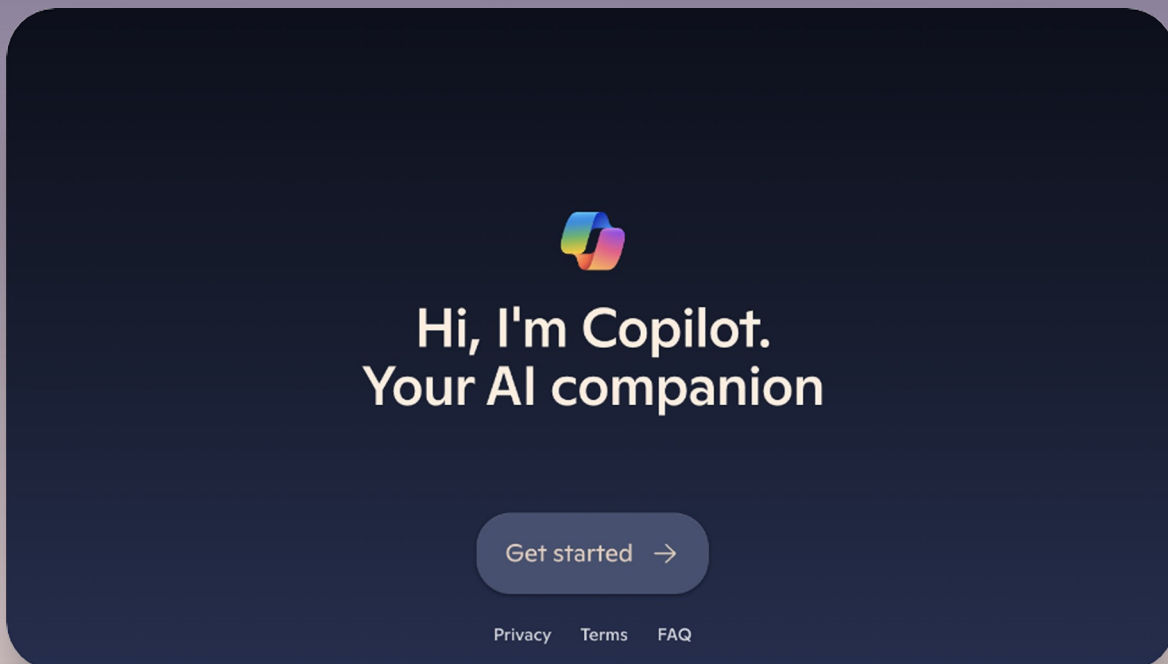 Hi, I'm Copilot.
Your AI companion
Get started
Privacy Terms FAQ